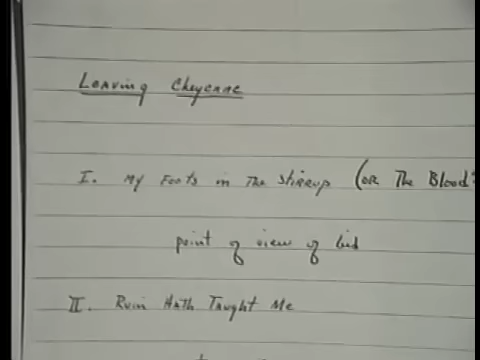 Leaving Cheyenne
I. My Foots in The Stirrup (or The Blood's
point of view of Gid
II. Ruin Hath Taught Me